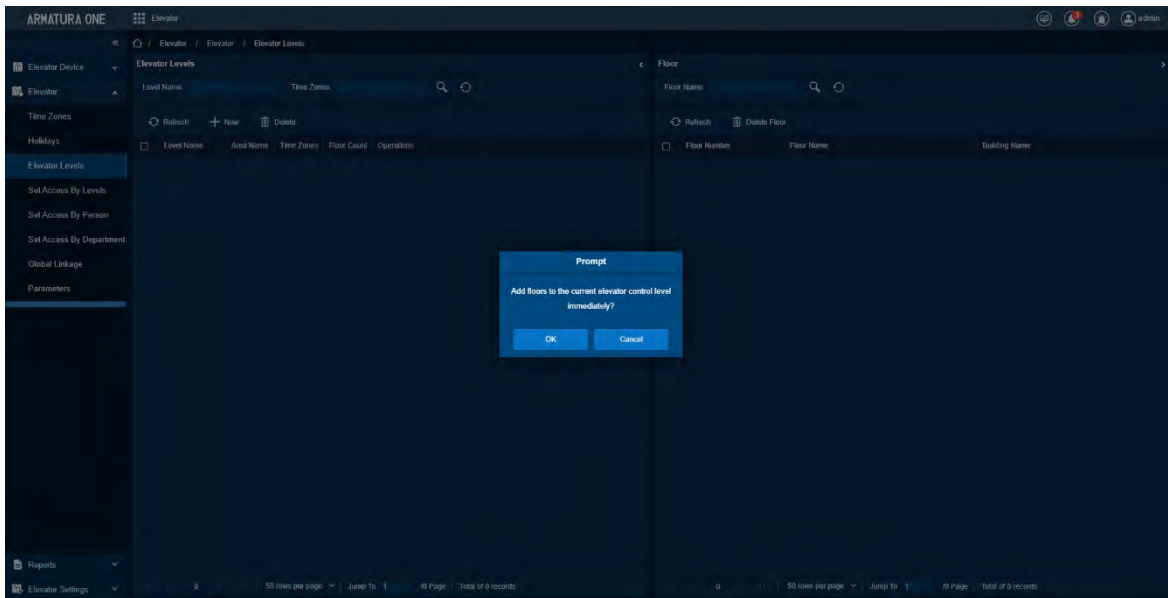 ARMATURA ONE
Elevator
admin
/ Elevator / Elevator / Elevator Levels
Elevator Device
Elevator
Time Zones
Holidays
Elevator Levels
Set Access By Levels
Set Access By Person
Set Access By Department
Global Linkage
Parameters
Reports
Elevator Settings
Elevator Levels
Level Name Time Zones
Refresh New Delete
Level Name Area Name Time Zones Floor Count Operations
0 50 rows per page Jump To 1 /0 Page Total of 0 records
Floor
Floor Name
Refresh Delete Floor
Floor Number Floor Name Building Name
0 50 rows per page Jump To 1 /0 Page Total of 0 records
Prompt
Add floors to the current elevator control level
immediately?
OK Cancel